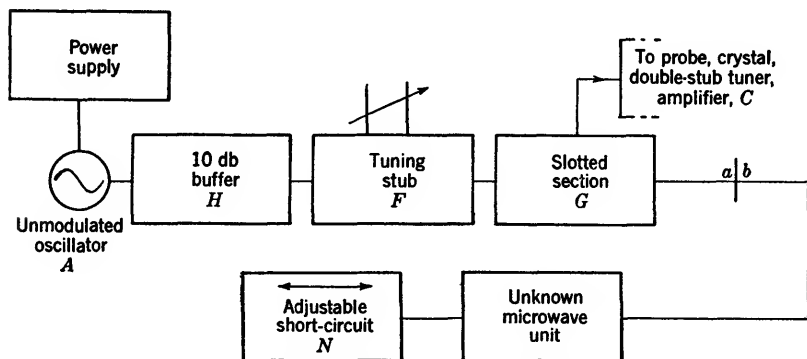 Power
supply
To probe, crystal,
double-stub tuner,
amplifier, C
10 db
buffer
H
Tuning
stub
F
Slotted
section
G
a b
Unmodulated
oscillator
A
Adjustable
short-circuit
N
Unknown
microwave
unit